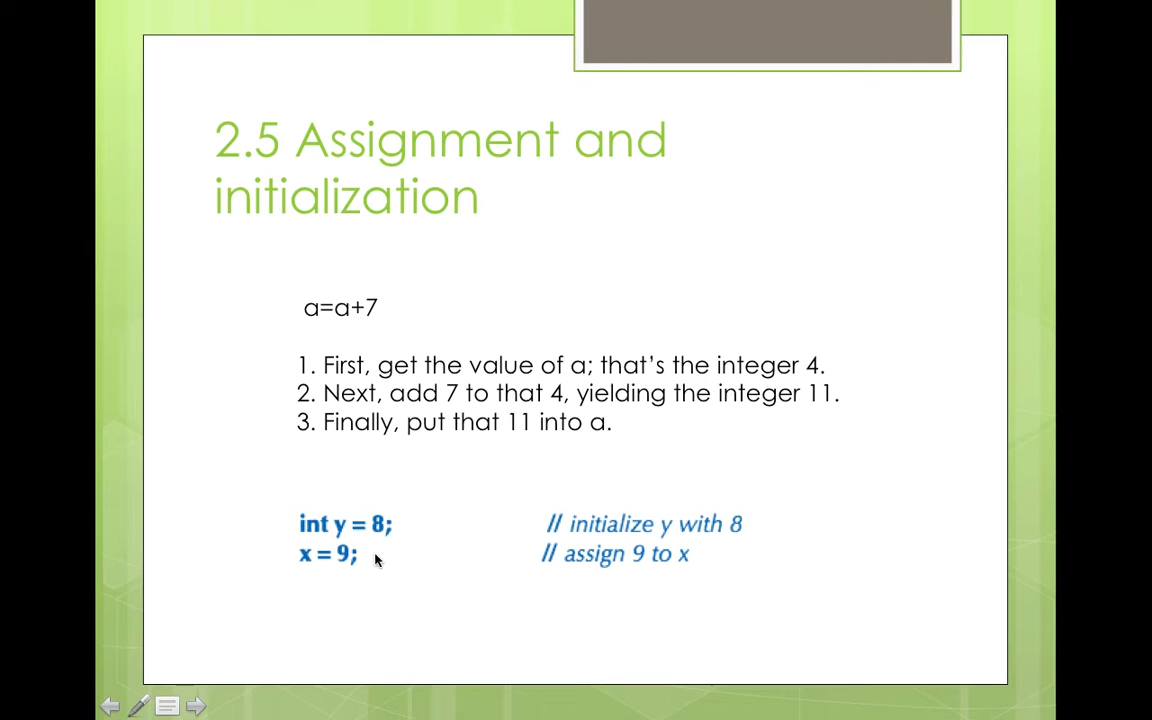 2.5 Assignment and
initialization
a=a+7
1. First, get the value of a; that’s the integer 4.
2. Next, add 7 to that 4, yielding the integer 11.
3. Finally, put that 11 into a.
int y = 8; // initialize y with 8
x = 9; // assign 9 to x